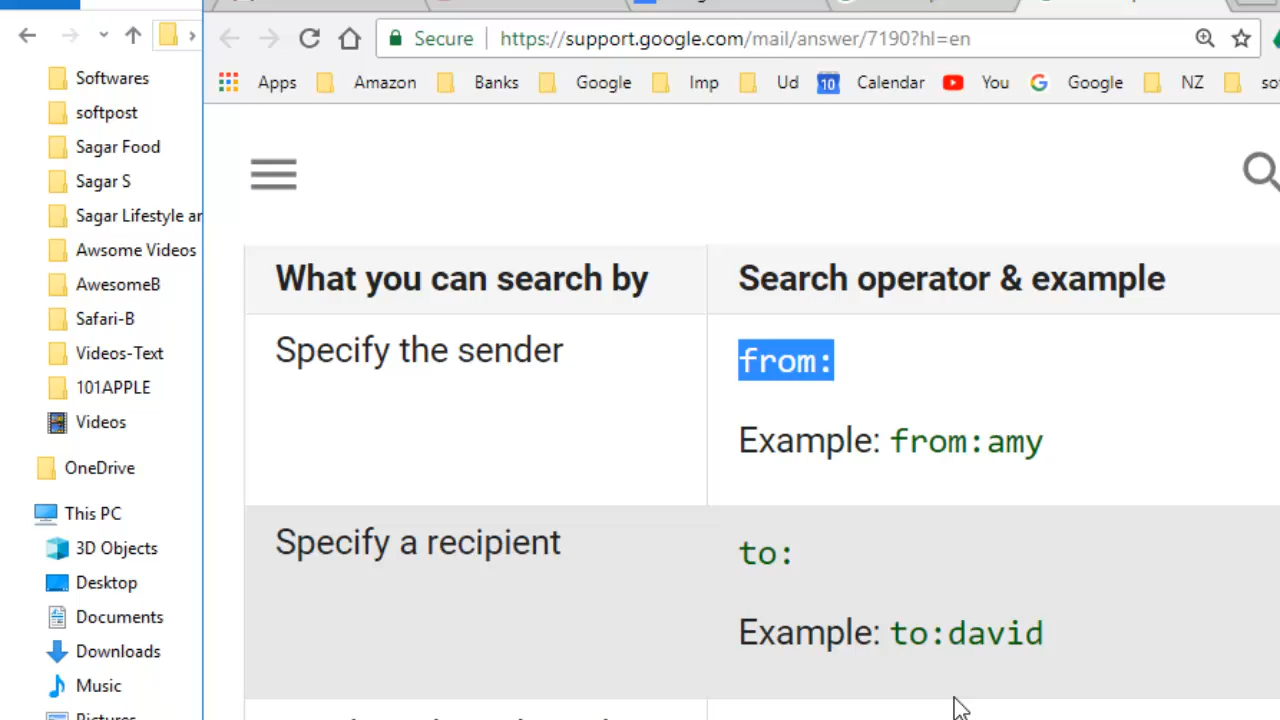 Softwares
softpost
Sagar Food
Sagar S
Sagar Lifestyle ar
Awsome Videos
AwesomeB
Safari-B
Videos-Text
101APPLE
Videos
OneDrive
This PC
3D Objects
Desktop
Documents
Downloads
Music
Pictures
Secure https://support.google.com/mail/answer/7190?hl=en
Apps Amazon Banks Google Imp Ud 10 Calendar You G Google NZ so
What you can search by Search operator & example
Specify the sender from:
Example: from:amy
Specify a recipient to:
Example: to:david